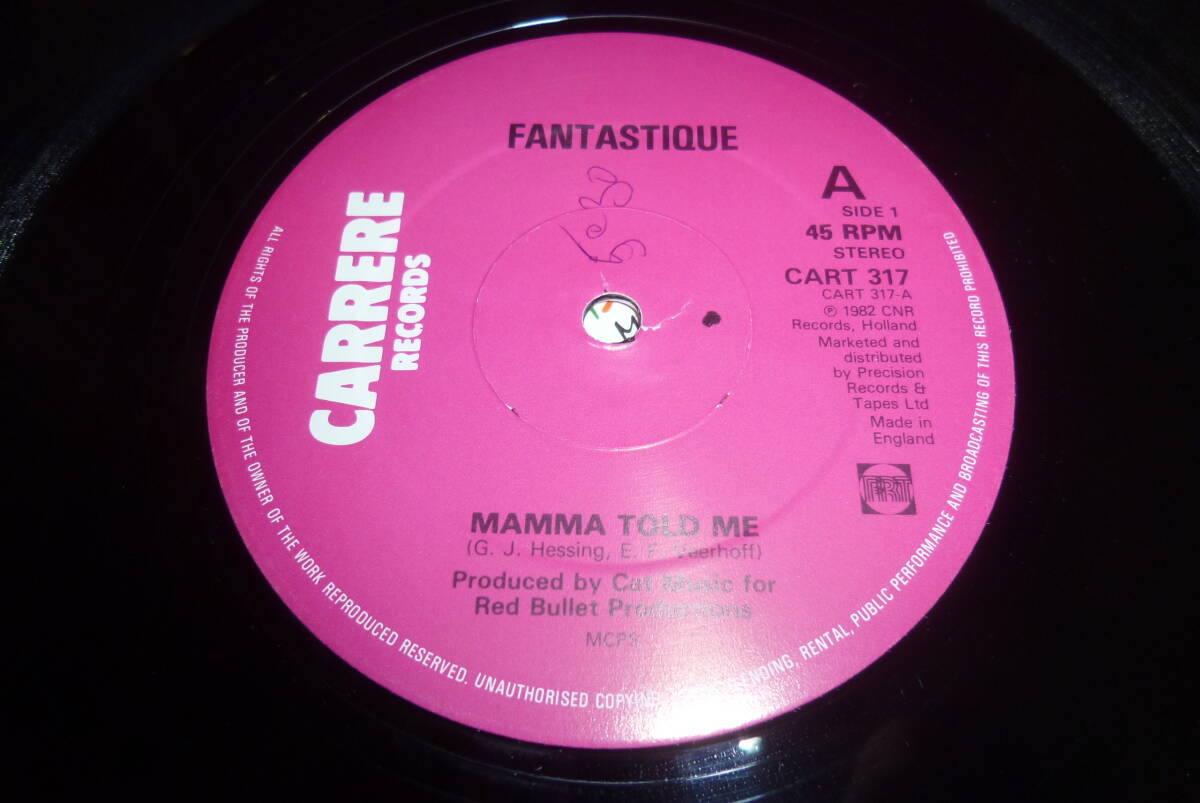 FANTASTIQUE
CARRERE
RECORDS
A
SIDE 1
45 RPM
STEREO
CART 317
CART 317-A
℗ 1982 CNR
Records, Holland
Marketed and
distributed
by Precision
Records &
Tapes Ltd
Made in
England
PRT
MAMMA TOLD ME
(G. J. Hessing, E. F. Veerhoff)
Produced by Cat Music for
Red Bullet Productions
MCPS
ALL RIGHTS OF THE PRODUCER AND OF THE OWNER OF THE WORK REPRODUCED RESERVED. UNAUTHORISED COPYING, LENDING, RENTAL, PUBLIC PERFORMANCE AND BROADCASTING OF THIS RECORD PROHIBITED